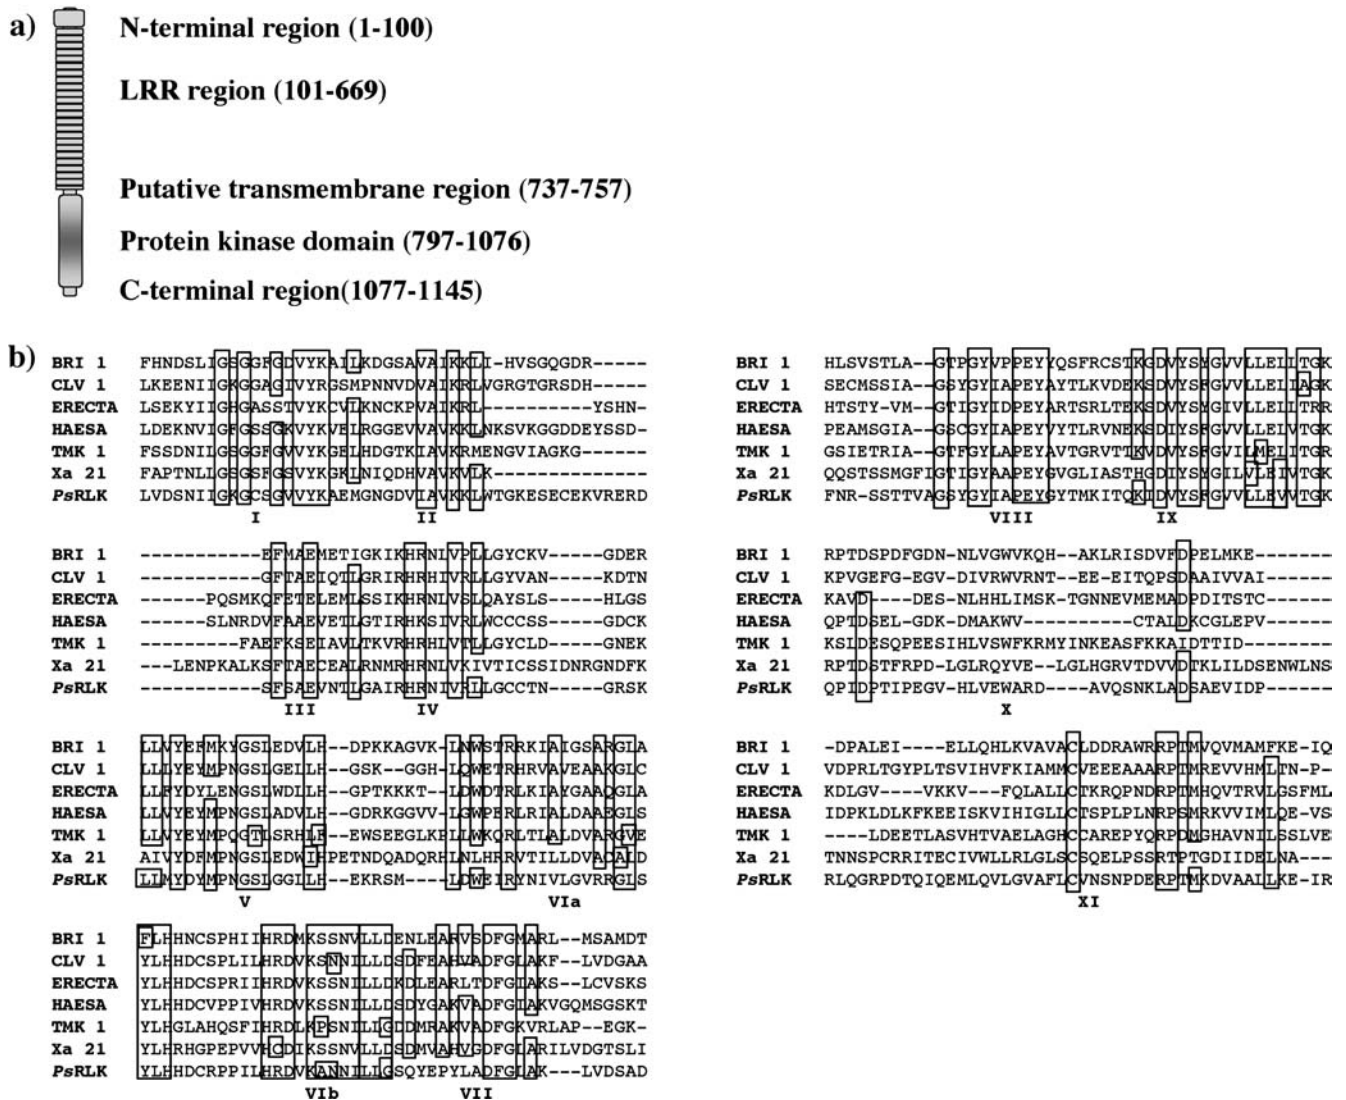 a)
N-terminal region (1-100)
LRR region (101-669)
Putative transmembrane region (737-757)
Protein kinase domain (797-1076)
C-terminal region(1077-1145)
b)
BRI 1 FHNDSLIGSGGFGDVYKAILKDGSAVAIKKLI-HVSGQGDR-----
CLV 1 LKEENIIGKGGAGIVYRGSMPNNVDVAIKRLVGRGTGRSDH-----
ERECTA LSEKYIIGHGASSTVYKCVLKNCKPVAIKRL----------YSHN-
HAESA LDEKNVIGFGSSGKVYKVELRGGEVVAVKKLNKSVKGGDDEYSSD-
TMK 1 FSSDNILGSGGFGVVYKGELHDGTKIAVKRMENGVIAGKG------
Xa 21 FAPTNLLGSGSFGSVYKGKLNIQDHVAVKVLK--------------
PsRLK LVDSNIIGKGCSGVVYKAEMGNGDVIAVKKLWTGKESECEKVRERD
I II
BRI 1 -----------EFMAEMETIGKIKHRNLVPLLGYCKV-----GDER
CLV 1 -----------GFTAEIQTLGRIRHRHIVRLLGYVAN-----KDTN
ERECTA ------PQSMKQFETELEMLSSIKHRNLVSLQAYSLS-----HLGS
HAESA ------SLNRDVFAAEVETLGTIRHKSIVRLWCCCSS-----GDCK
TMK 1 ---------FAEFKSEIAVLTKVRHRHLVTLLGYCLD-----GNEK
Xa 21 ---LENPKALKSFTAECEALRNMRHRNLVKIVTICSSIDNRGNDFK
PsRLK ------------SFSAEVNTLGAIRHRNIVRLLGCCTN-----GRSK
III IV
BRI 1 LLVYEFMKYGSLEDVLH--DPKKAGVK-LNWSTRRKIAIGSARGLA
CLV 1 LLLYEYMPNGSLGELLH--GSK--GGH-LQWETRHRVAVEAAKGLC
ERECTA LLFYDYLENGSLWDLLH--GPTKKKT--LDWDTRLKIAYGAAQGLA
HAESA LLVYEYMPNGSLADVLH--GDRKGGVV-LGWPERLRIALDAAEGLS
TMK 1 LLVYEYMPQGTLSRHLF--EWSEEGLKPLLWKQRLTLALDVARGVE
Xa 21 AIVYDFMPNGSLEDWIHPETNDQADQRHLNLHRRVTILLDVACALD
PsRLK LLMYDYMPNGSLGGILH--EKRSM----LDWEIRYNIVLGVRRGLS
V VIa
BRI 1 FLHHNCSPHIIHRDMKSSNVLLDENLEARVSDFGMARL--MSAMDT
CLV 1 YLHHDCSPLILHRDVKSNNILLDSDFEAHVADFGLAKF--LVDGAA
ERECTA YLHHDCSPRIIHRDVKSSNILLDKDLEARLTDFGIAKS--LCVSKS
HAESA YLHHDCVPPIVHRDVKSSNILLDSDYGAKVADFGIAKVGQMSGSKT
TMK 1 YLHGLAHQSFIHRDLKPSNILLGDDMRAKVADFGKVRLAP--EGK-
Xa 21 YLHRHGPEPVVHCDIKSSNVLLDSDMVAHVGDFGLARILVDGTSLI
PsRLK YLHHDCRPPILHRDVKANNILLGSQYEPYLADFGLAK---LVDSAD
VIb VII
BRI 1 HLSVSTLA-GTPGYVPPEYYQSFRCSTKGDVYSYGVVLLELLTGK
CLV 1 SECMSSIA-GSYGYIAPEYAYTLKVDEKSDVYSYGVVLLELIAGK
ERECTA HTSTY-VM-GTIGYIDPEYARTSRLTEKSDVYSYGIVLLELLTRR
HAESA PEAMSGIA-GSCGYIAPEYVYTLRVNEKSDIYSFGVVLLELVTGK
TMK 1 GSIETRIA-GTFGYLAPEYAVTGRVTTKVDVYSFGVILMELITGR
Xa 21 QQSTSSMGFIGTIGYAAPEYGVGLIASTHGDIYSYGILVLEIVTGK
PsRLK FNR-SSTTVAGSYGYIAPEYGYTMKITQKIDVYSFGVVLLEVVTGK
VIII IX
BRI 1 RPTDSPDFGDN-NLVGWVKQH--AKLRISDVFDPELMKE-------
CLV 1 KPVGEFGEG-VDIVRWVRNT--EE-EITQPSDAAIVVAI------
ERECTA KAVD----DES-NLHHLIMSK-TGNNEVMEMADPDITSTC------
HAESA QPTDSEL-GDK-DMAKWV-------CTALDKCGLEPV------
TMK 1 KSLDESQPEESIHLVSWFKRMYINKEASFKKAIDTTID------
Xa 21 RPTDSTFRPD-LGLRQYVE--LGLHGRVTDVVDTKLILDSENWLNS
PsRLK QPIDPTIPEGV-HLVEWARD----AVQSNKLADSAEVIDP------
X
BRI 1 -DPALEI----ELLQHLKVAVACLDDRAWRRPTMVQVMAMFKE-IQ
CLV 1 VDPRLTGYPLTSVIHVFKIAMMCVEEEAAARPTMREVVHMLTNP-
ERECTA KDLGV----VKKV---FQLALLCTKRQPNDRPTMHQVTRVLGSFML
HAESA IDPKLDLKFKEEISKVIHIGLLCTSPLPLNRPSMRKVVIMLQE-VS
TMK 1 ----LDEETLASVHTVAELAGHCCAREPYQRPDMGHAVNILSSLVE
Xa 21 TNNSPCRRITECIVWLLRLGLSCSQELPSSRTPTGDIIDELNA--
PsRLK RLQGRPDTQIQEMLQVLGVAFLCVNSNPDERPTMKDVAALLKE-IR
XI